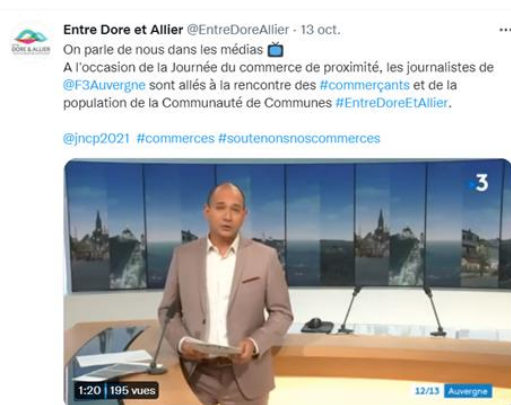 Entre Dore et Allier @EntreDoreAllier · 13 oct.
DORE & ALLIER
On parle de nous dans les médias 📺
A l'occasion de la Journée du commerce de proximité, les journalistes de
@F3Auvergne sont allés à la rencontre des #commerçants et de la
population de la Communauté de Communes #EntreDoreEtAllier.
@jncp2021 #commerces #soutenonsnoscommerces
3
1:20 195 vues
12/13 Auvergne